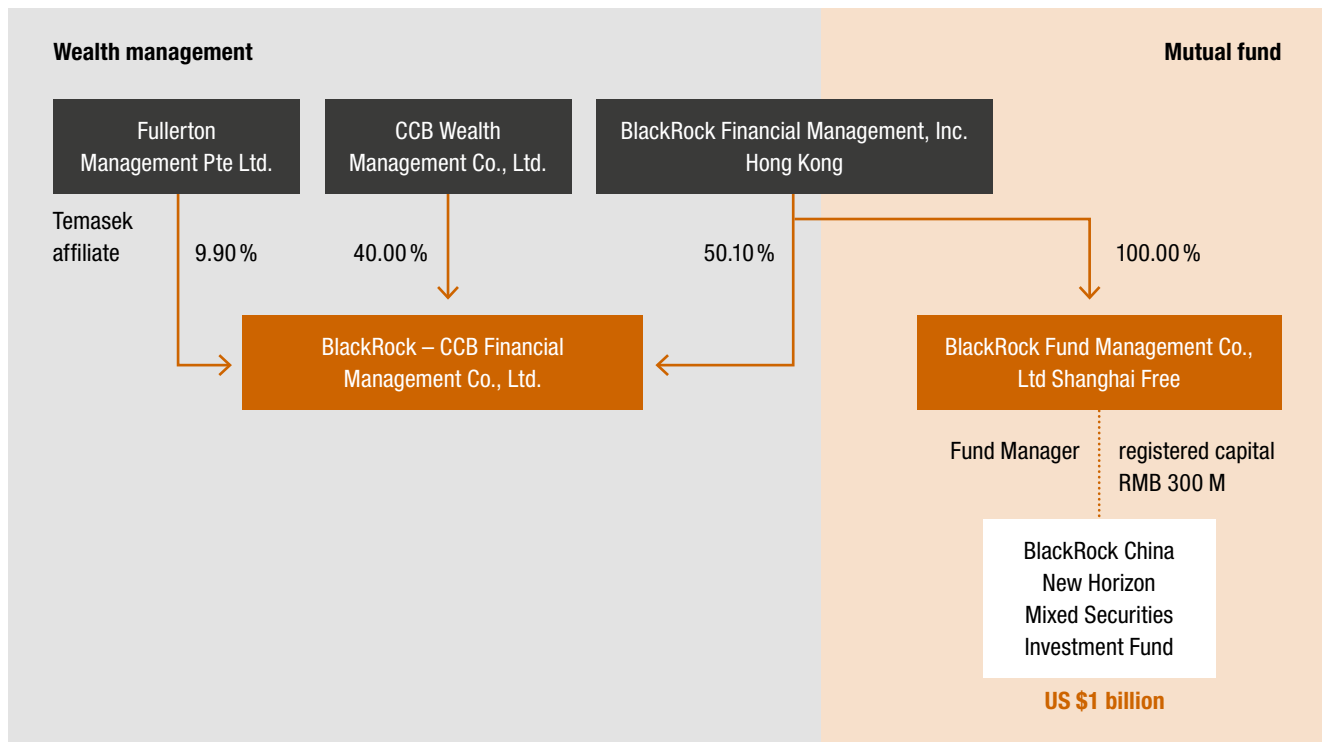 Wealth management
Mutual fund
Fullerton
Management Pte Ltd.
CCB Wealth
Management Co., Ltd.
BlackRock Financial Management, Inc.
Hong Kong
Temasek
affiliate
9.90 %
40.00 %
50.10 %
100.00 %
BlackRock – CCB Financial
Management Co., Ltd.
BlackRock Fund Management Co.,
Ltd Shanghai Free
Fund Manager
registered capital
RMB 300 M
BlackRock China
New Horizon
Mixed Securities
Investment Fund
US $1 billion